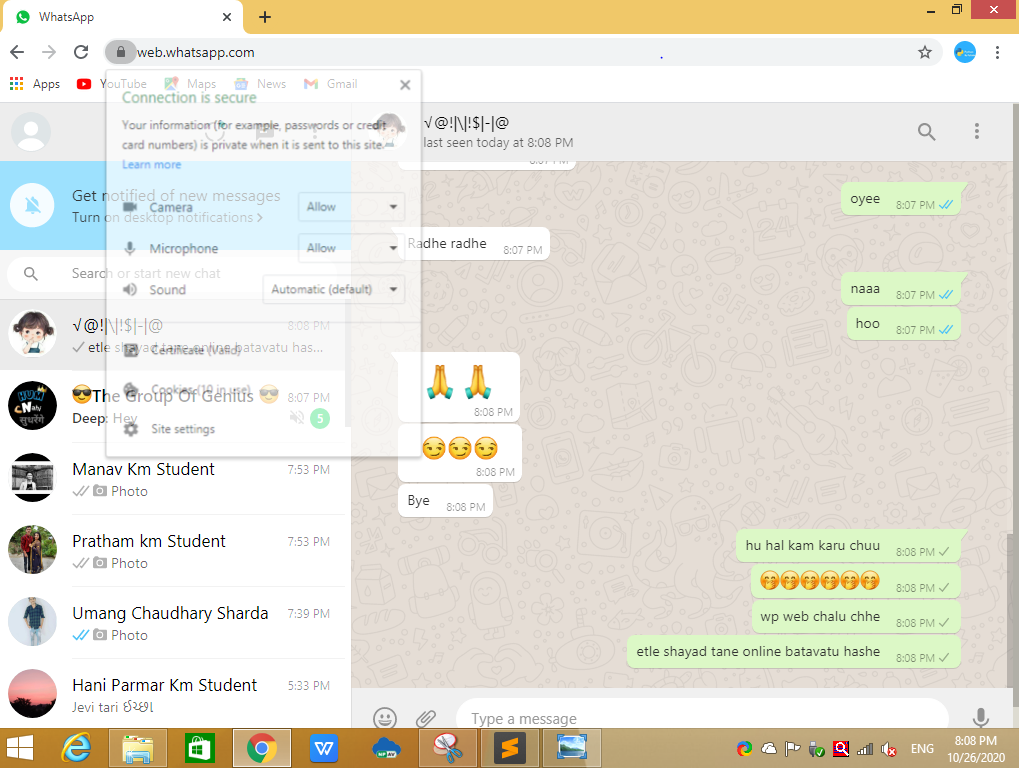 WhatsApp
web.whatsapp.com
Apps
YouTube
Maps
News
Gmail
Connection is secure
Your information (for example, passwords or credit
card numbers) is private when it is sent to this site.
Learn more
Camera
Allow
Microphone
Allow
Sound
Automatic (default)
Certificate (Valid)
Cookies (10 in use)
Site settings
Get notified of new messages
Turn on desktop notifications >
Search or start new chat
√@!|\|!$|-|@
8:08 PM
etle shayad tane online batavatu has...
😎The Group Of Genius 😎
8:07 PM
Deep: Hey
5
Manav Km Student
7:53 PM
Photo
Pratham km Student
7:53 PM
Photo
Umang Chaudhary Sharda
7:39 PM
Photo
Hani Parmar Km Student
5:33 PM
Jevi tari ઈચ્છા
√@!|\|!$|-|@
last seen today at 8:08 PM
8:07 PM
oyee 8:07 PM
Radhe radhe 8:07 PM
naaa 8:07 PM
hoo 8:07 PM
🙏 🙏
8:08 PM
😏😏😏
8:08 PM
Bye 8:08 PM
hu hal kam karu chuu 8:08 PM
🤭🤭🤭🤭🤭🤭 8:08 PM
wp web chalu chhe 8:08 PM
etle shayad tane online batavatu hashe 8:08 PM
Type a message
ENG
8:08 PM
10/26/2020